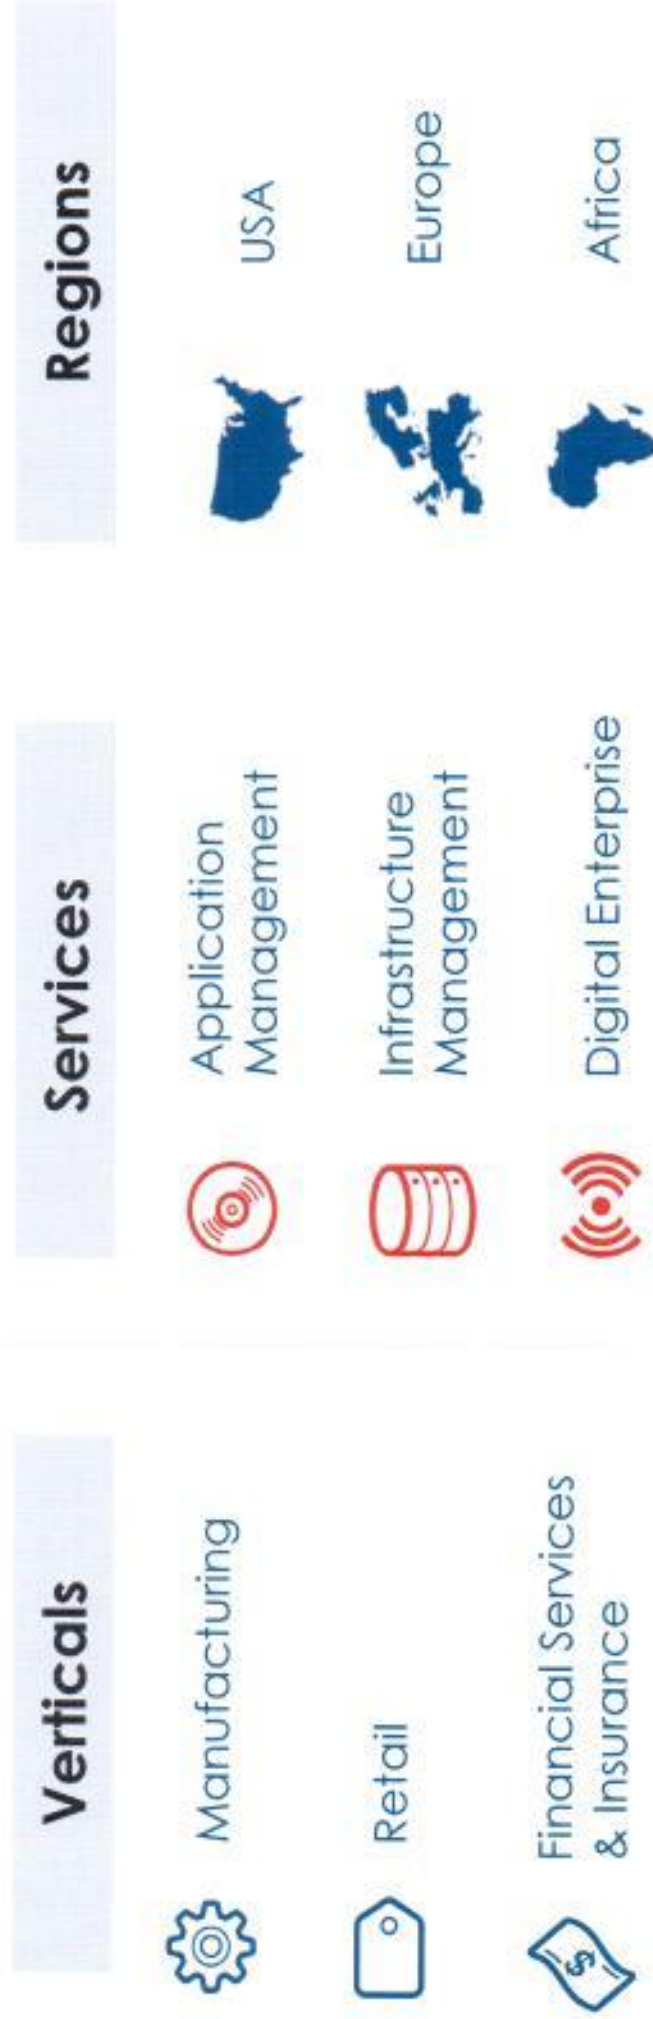 Verticals
Manufacturing
Retail
Financial Services
& Insurance
Services
Application
Management
Infrastructure
Management
Digital Enterprise
Regions
USA
Europe
Africa